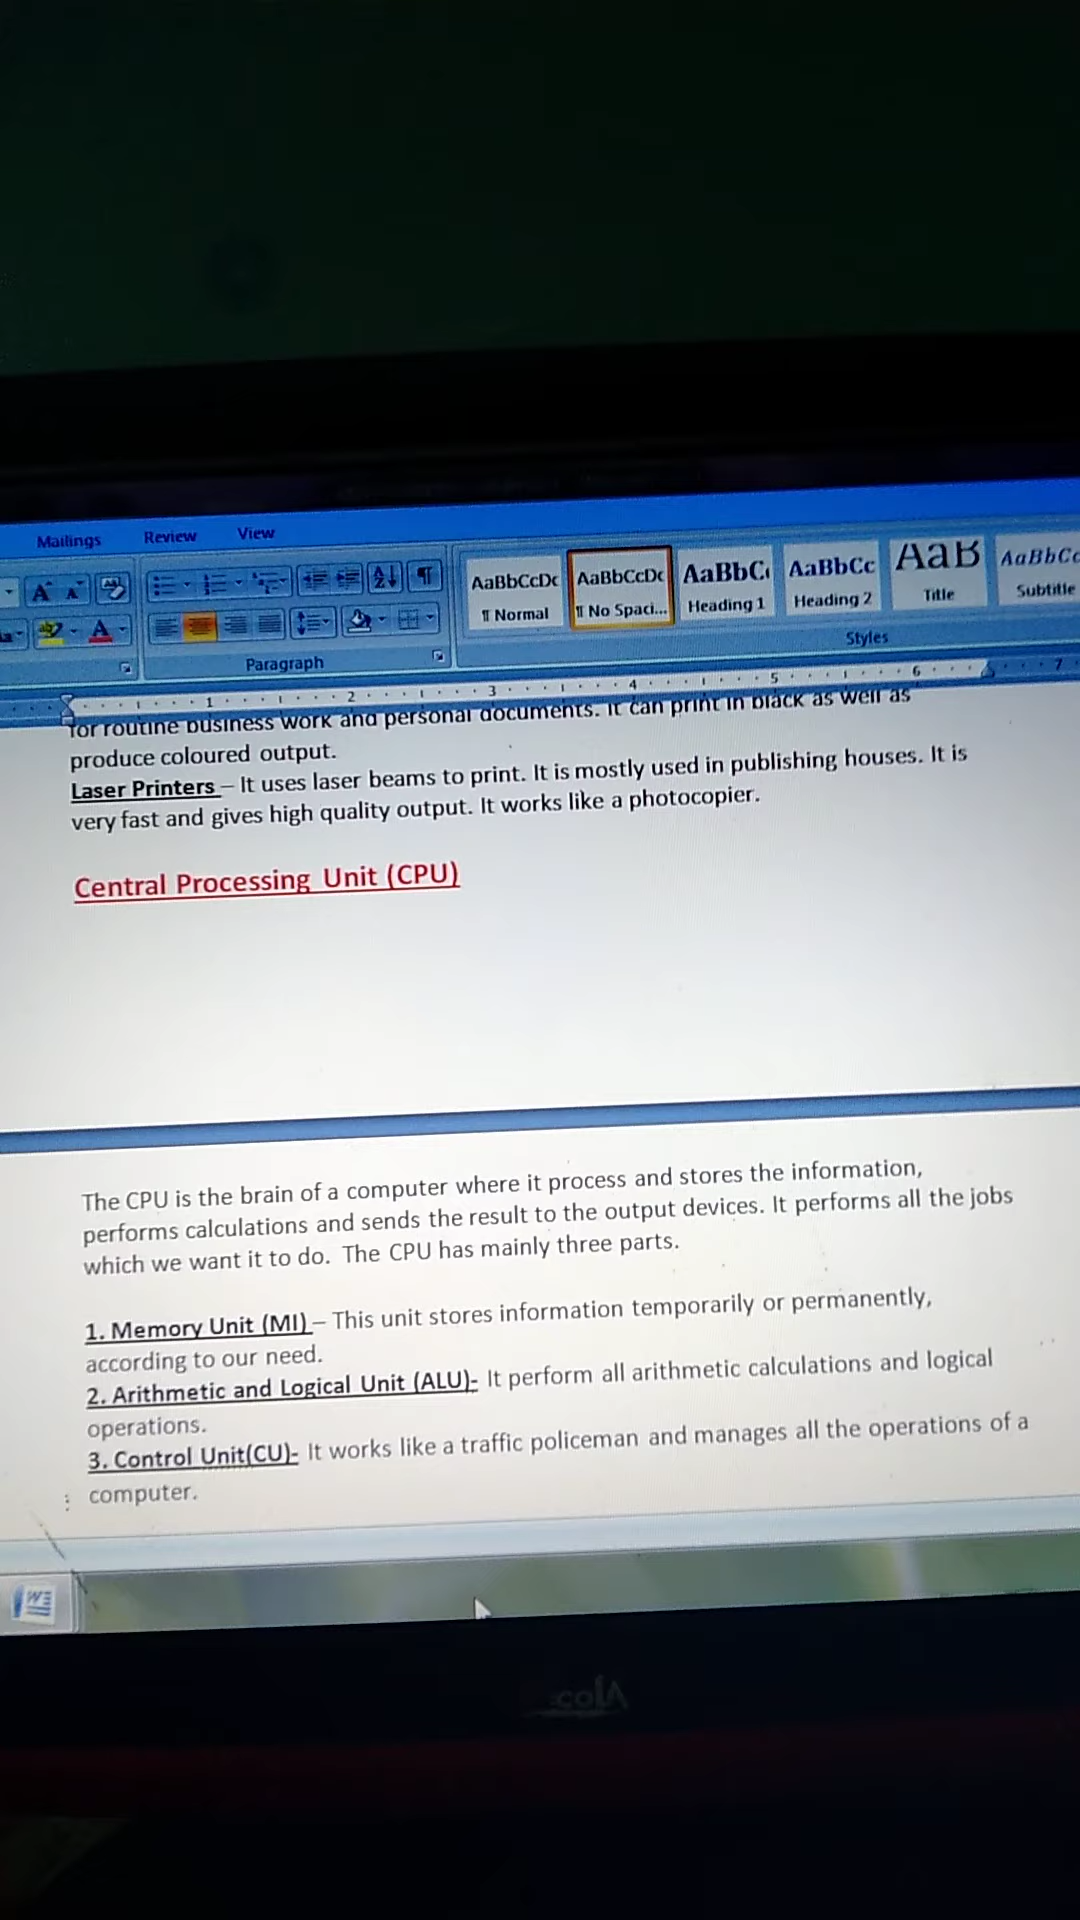 Mailings Review View
AaBbCcDc AaBbCcDc AaBbC AaBbCc AaB AaBbCc
¶ Normal ¶ No Spaci... Heading 1 Heading 2 Title Subtitle
Paragraph Styles
1 2 3 4 5 6 7
for routine business work and personal documents. It can print in black as well as
produce coloured output.
Laser Printers – It uses laser beams to print. It is mostly used in publishing houses. It is
very fast and gives high quality output. It works like a photocopier.
Central Processing Unit (CPU)
The CPU is the brain of a computer where it process and stores the information,
performs calculations and sends the result to the output devices. It performs all the jobs
which we want it to do. The CPU has mainly three parts.
1. Memory Unit (MI) – This unit stores information temporarily or permanently,
according to our need.
2. Arithmetic and Logical Unit (ALU)- It perform all arithmetic calculations and logical
operations.
3. Control Unit(CU)- It works like a traffic policeman and manages all the operations of a
computer.